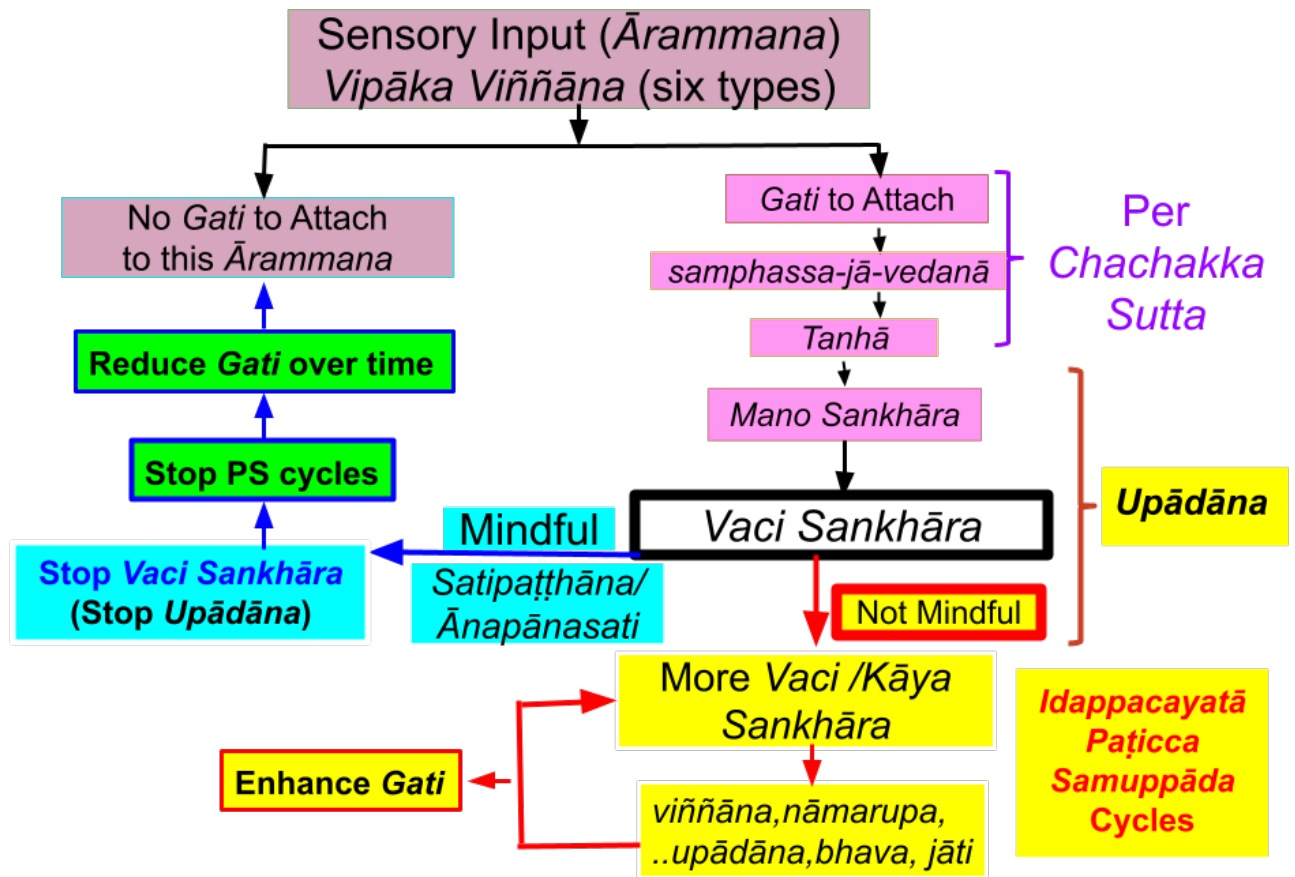 Sensory Input (Ārammana)
Vipāka Viññāna (six types)
No Gati to Attach
to this Ārammana
Gati to Attach
samphassa-jā-vedanā
Tanhā
Per
Chachakka
Sutta
Reduce Gati over time
Mano Sankhāra
Stop PS cycles
Vaci Sankhāra
Upādāna
Mindful
Satipaṭṭhāna/
Ānapānasati
Stop Vaci Sankhāra
(Stop Upādāna)
Not Mindful
More Vaci /Kāya
Sankhāra
Idappacayatā
Paṭicca
Samuppāda
Cycles
Enhance Gati
viññāna,nāmarupa,
..upādāna,bhava, jāti